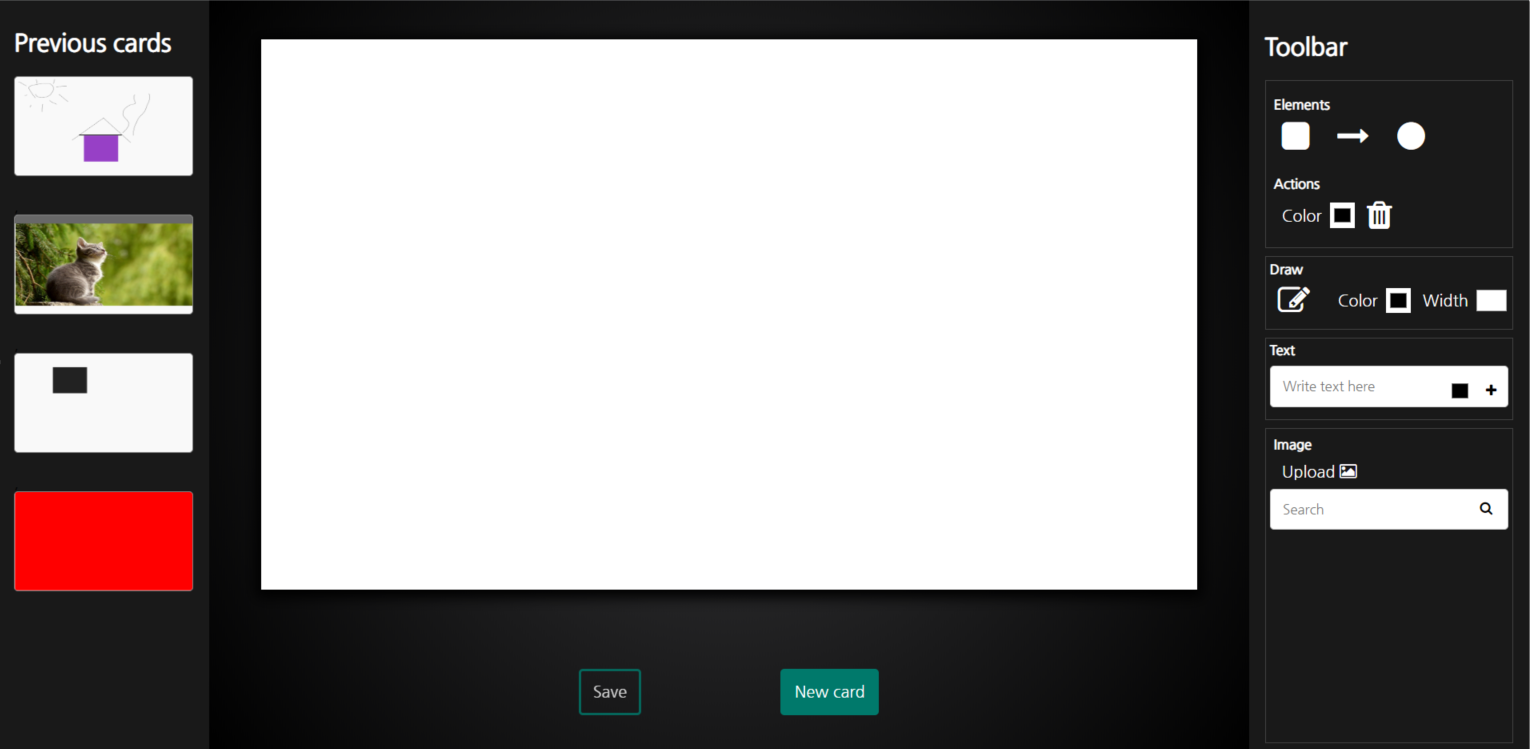 Previous cards
Toolbar
Elements
Actions
Color
Draw
Color Width
Text
Write text here
Image
Upload
Search
Save
New card